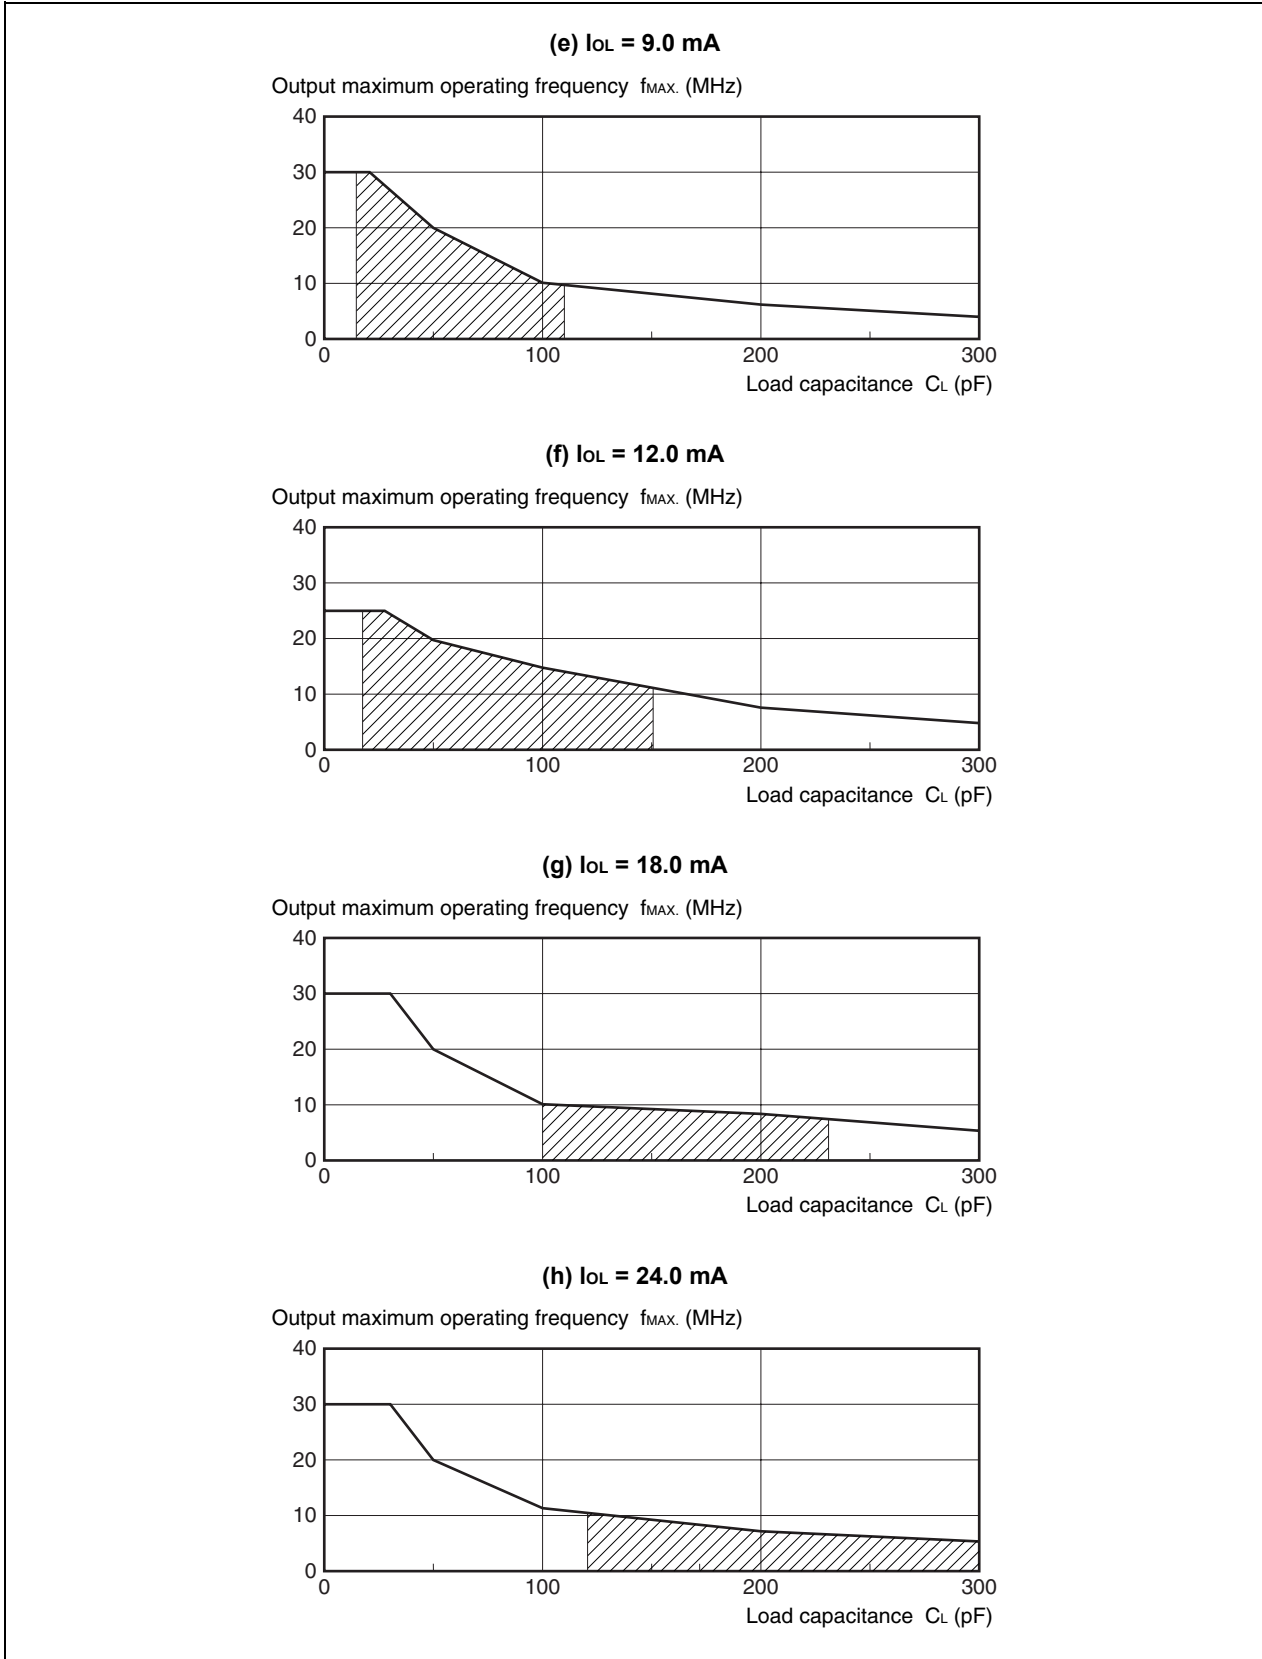 (e) IOL = 9.0 mA
Output maximum operating frequency fMAX. (MHz)
40
30
20
10
0
0 100 200 300
Load capacitance CL (pF)
(f) IOL = 12.0 mA
Output maximum operating frequency fMAX. (MHz)
40
30
20
10
0
0 100 200 300
Load capacitance CL (pF)
(g) IOL = 18.0 mA
Output maximum operating frequency fMAX. (MHz)
40
30
20
10
0
0 100 200 300
Load capacitance CL (pF)
(h) IOL = 24.0 mA
Output maximum operating frequency fMAX. (MHz)
40
30
20
10
0
0 100 200 300
Load capacitance CL (pF)